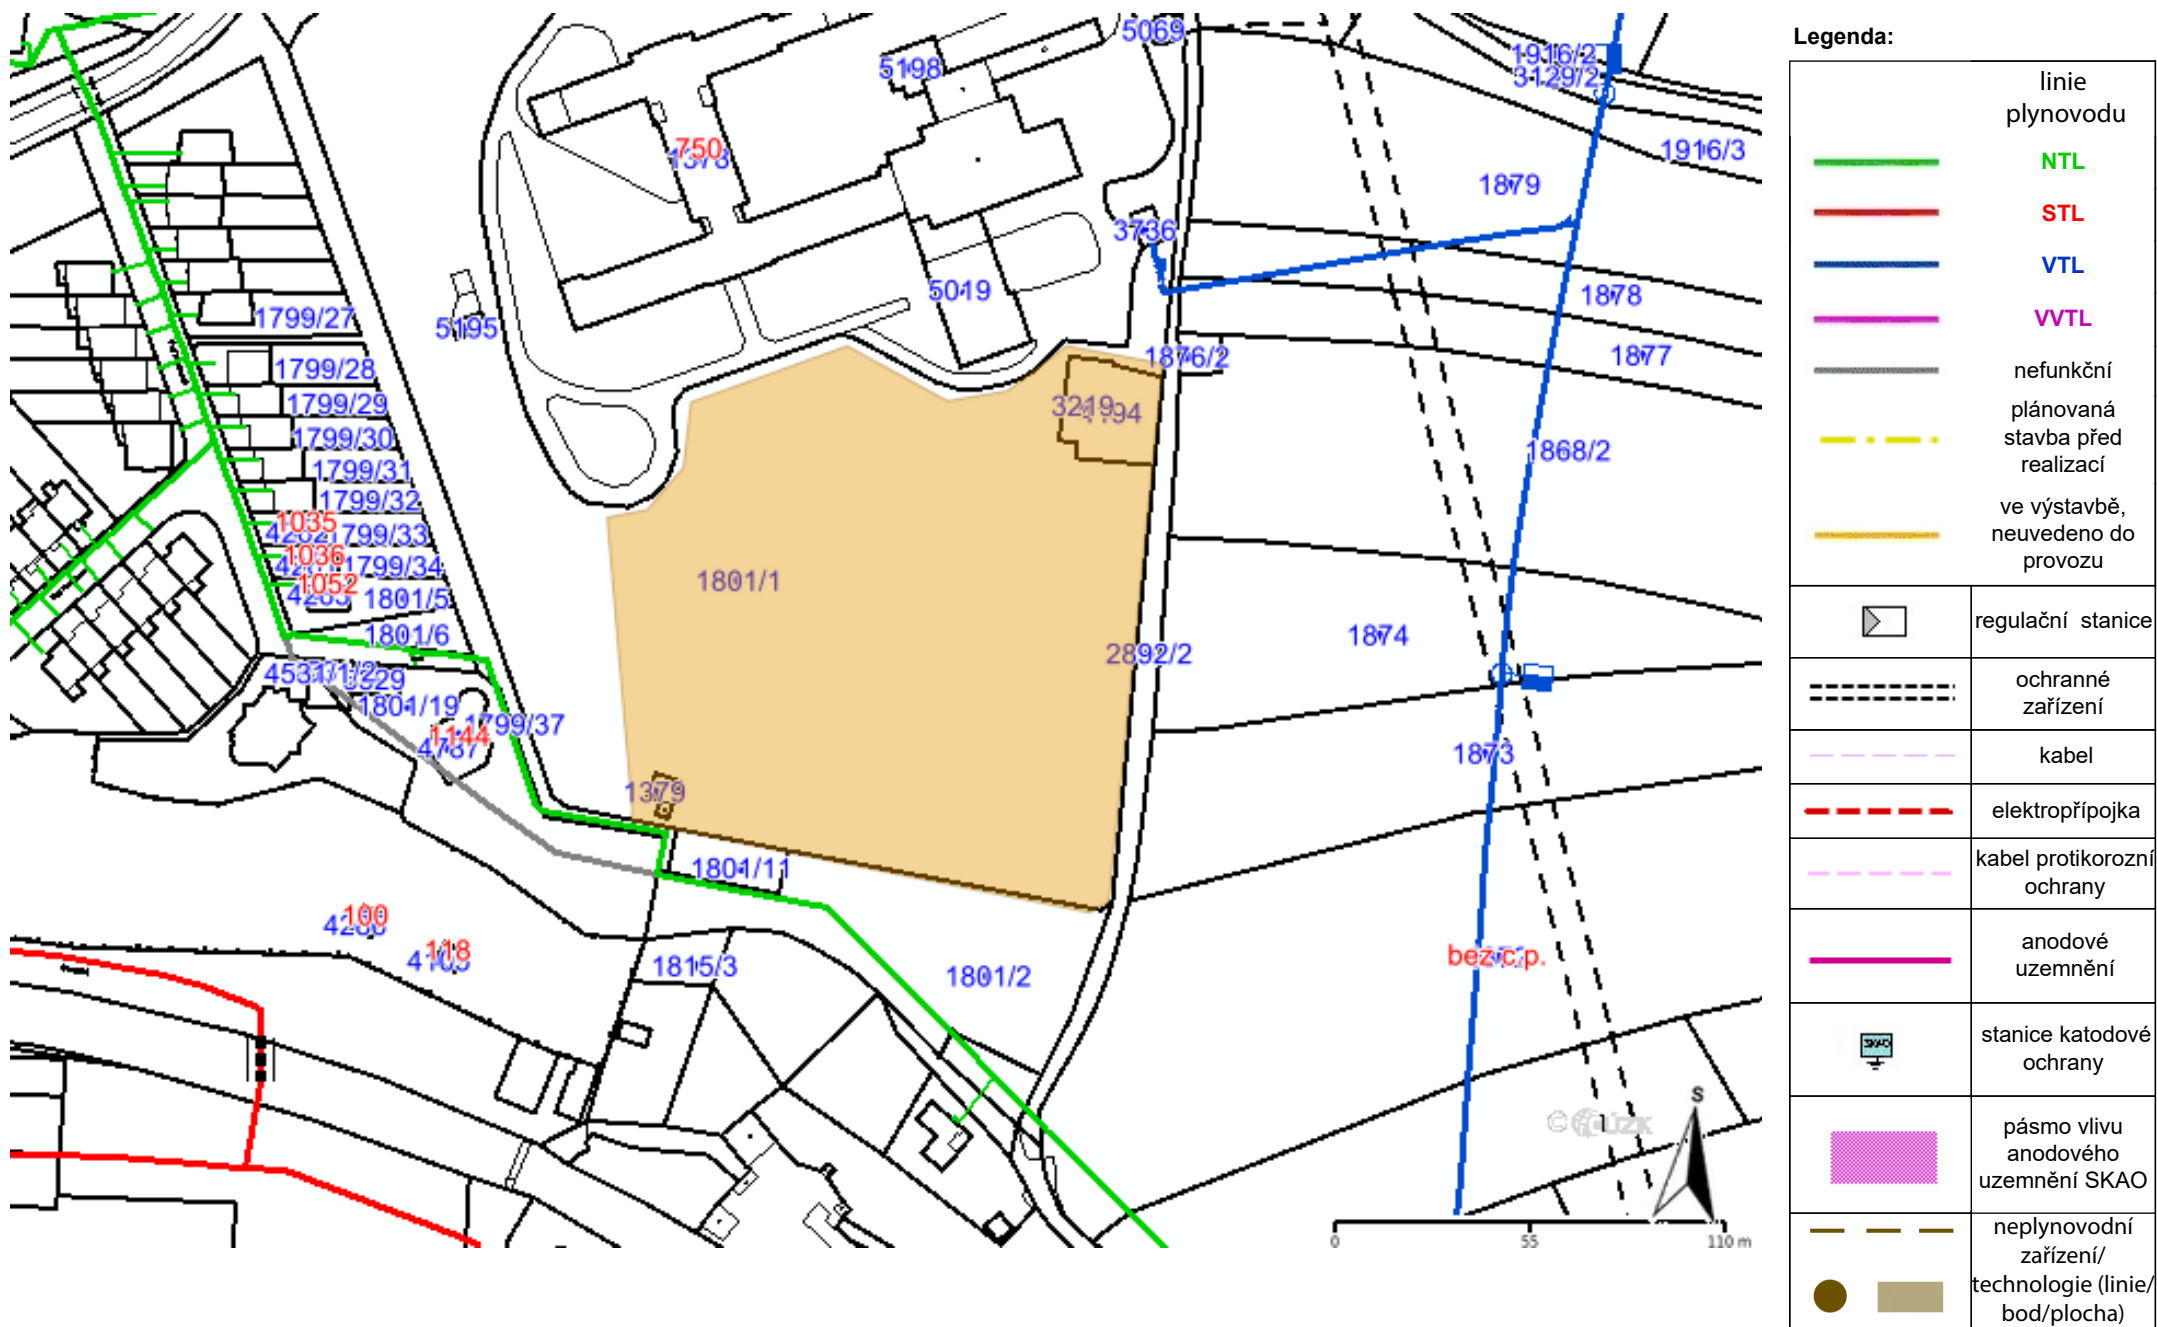 5069
5198
1916/2
3129/2
750
1916/3
1879
3736
5019
1878
1799/27
5195
1876/2
1877
1799/28
1799/29
3219
1799/30
1868/2
1799/31
1799/32
1035
1799/33
1036
1799/34
1052
1801/5
1801/1
1801/6
1874
2892/2
1801/19
1799/37
1144
4787
1873
1379
1801/11
100
118
bez č.p.
1815/3
1801/2
S
0 55 110 m
Legenda:
linie
plynovodu
NTL
STL
VTL
VVTL
nefunkční
plánovaná
stavba před
realizací
ve výstavbě,
neuvedeno do
provozu
regulační stanice
ochranné
zařízení
kabel
elektropřípojka
kabel protikorozní
ochrany
anodové
uzemnění
SKAO
stanice katodové
ochrany
pásmo vlivu
anodového
uzemnění SKAO
neplynovodní
zařízení/
technologie (linie/
bod/plocha)